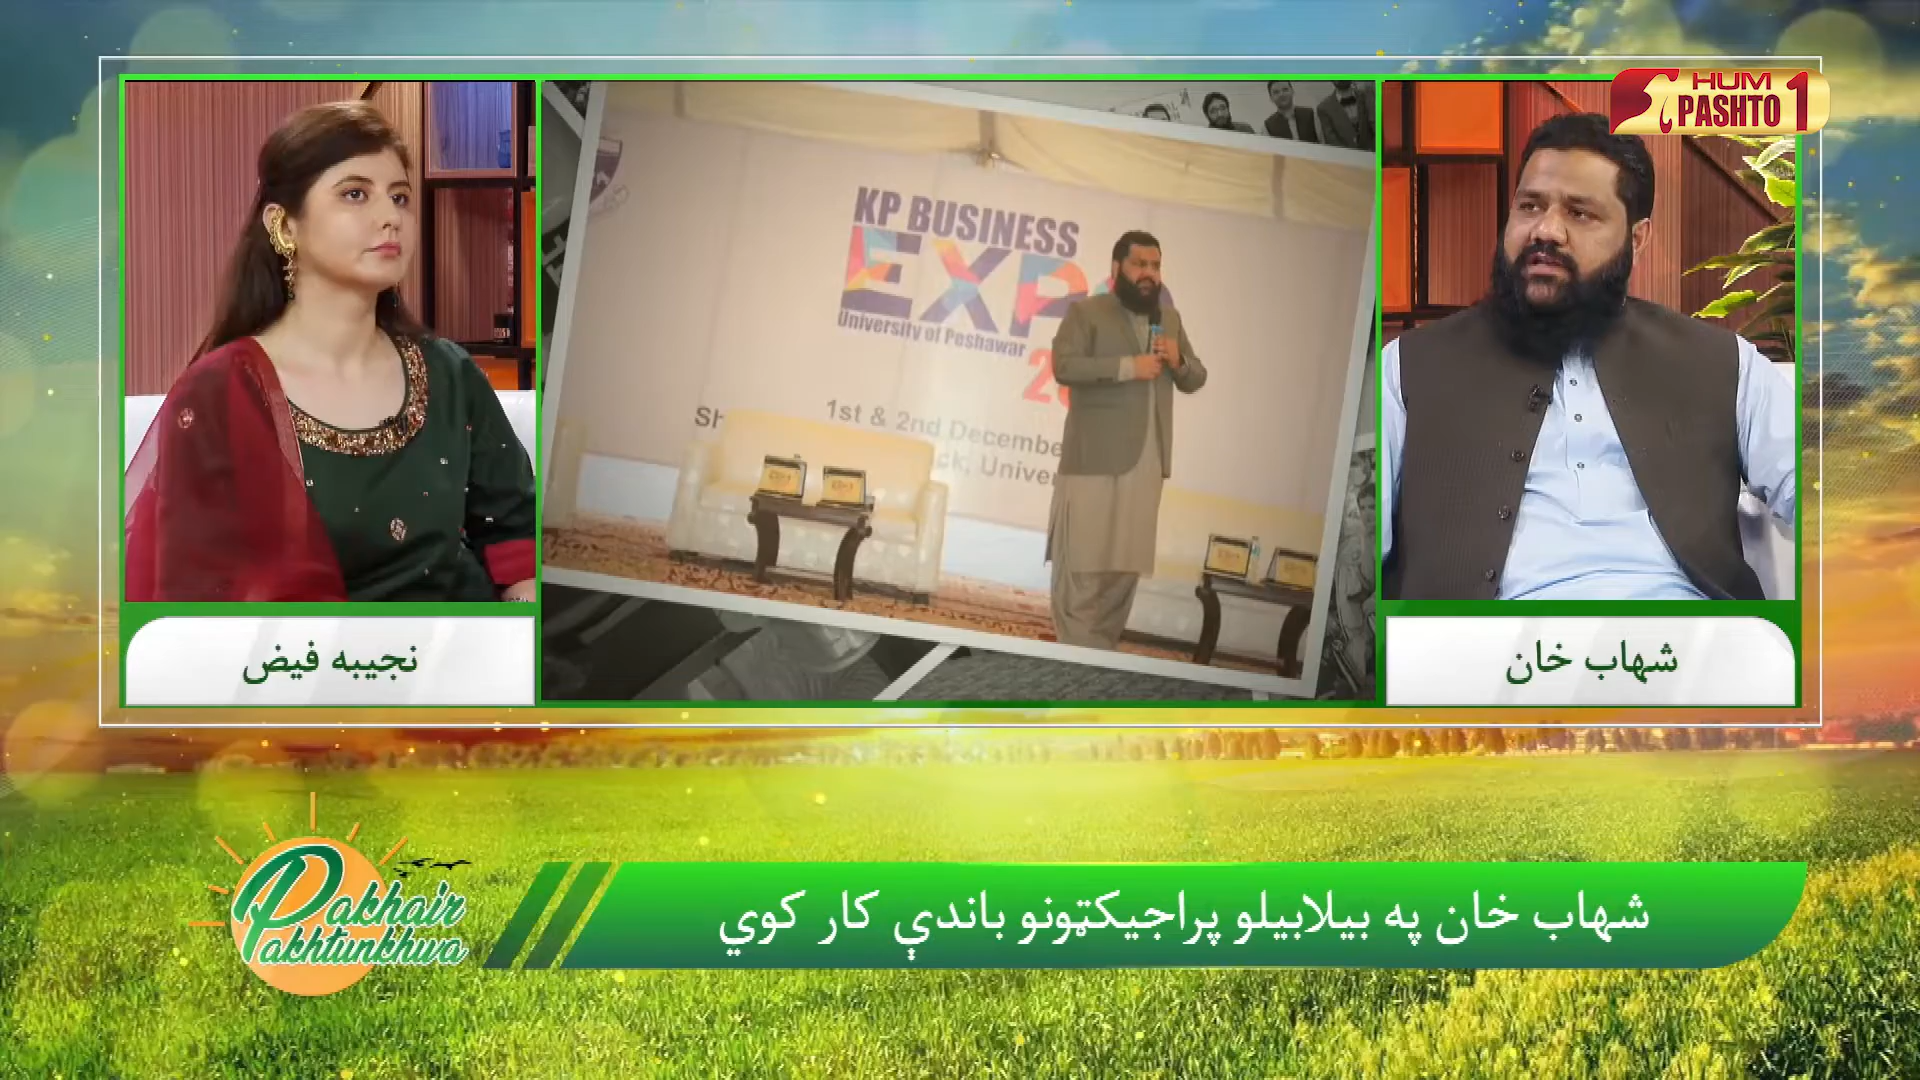 HUM
PASHTO 1
KP BUSINESS
EXP
University of Peshawar
20
1st & 2nd December
نجیبه فیض
شهاب خان
Pakhair
Pakhtunkhwa
شهاب خان په بیلابیلو پراجیکټونو باندې کار کوي